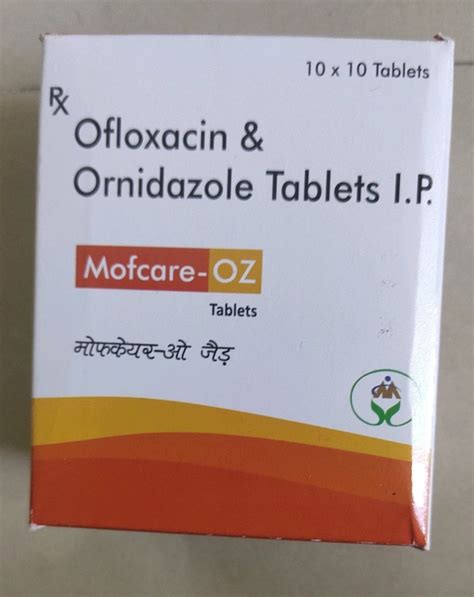 10 x 10 Tablets
Rx
Ofloxacin &
Ornidazole Tablets I.P.
Mofcare-OZ
Tablets
मोफकेयर-ओ जैड़